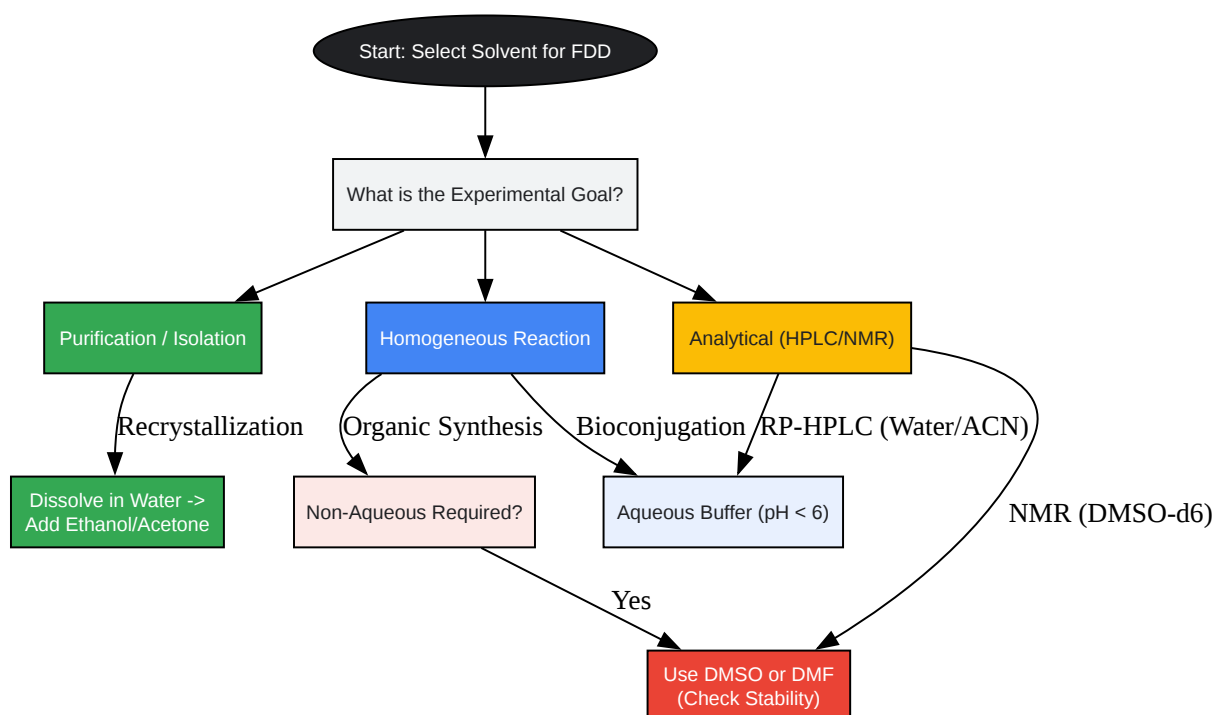 Start: Select Solvent for FDD
What is the Experimental Goal?
Purification / Isolation
Homogeneous Reaction
Analytical (HPLC/NMR)
Recrystallization
Organic Synthesis
Bioconjugation
RP-HPLC (Water/ACN)
Dissolve in Water ->
Add Ethanol/Acetone
Non-Aqueous Required?
Aqueous Buffer (pH < 6)
NMR (DMSO-d6)
Yes
Use DMSO or DMF
(Check Stability)